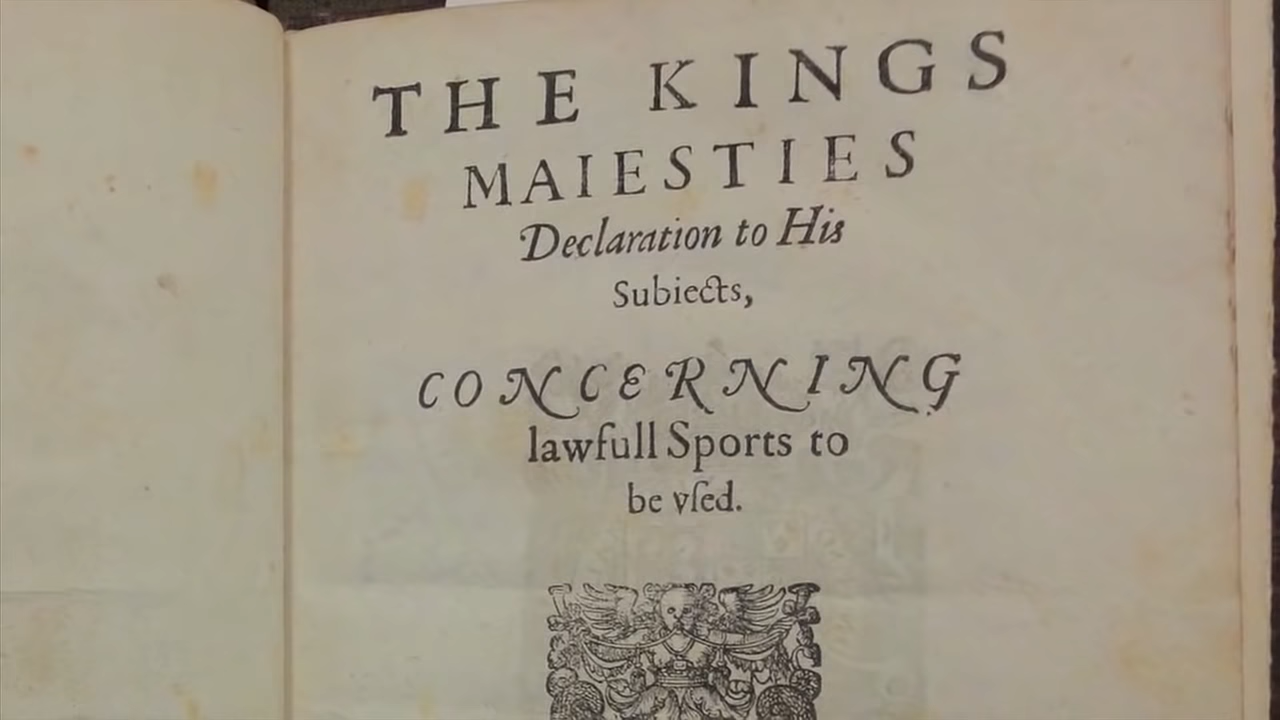 THE KINGS
MAIESTIES
Declaration to His
Subiects,
CONCERNING
lawfull Sports to
be vſed.